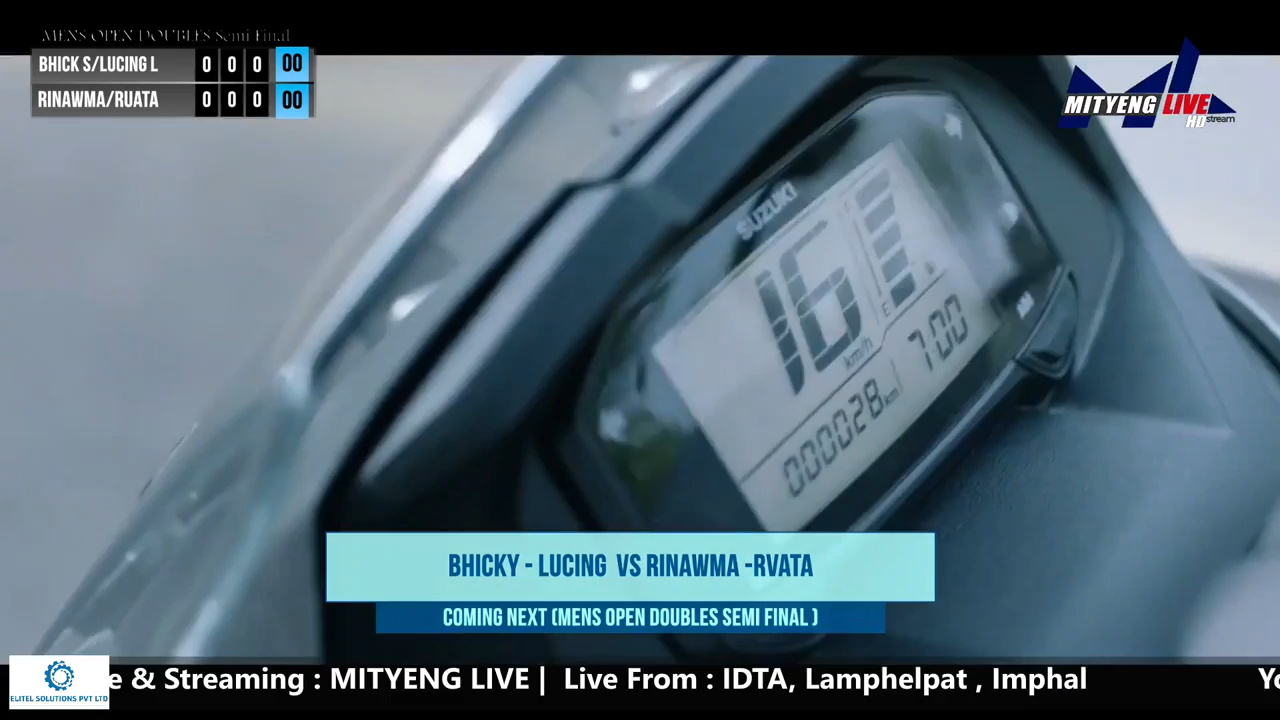 MENS OPEN DOUBLES Semi Final
BHICK S/LUCING L 0 0 0 00
RINAWMA/RUATA 0 0 0 00
MITYENG LIVE
HD stream
SUZUKI
161
km/h
E
000028 km 7:00
BHICKY - LUCING VS RINAWMA -RVATA
COMING NEXT (MENS OPEN DOUBLES SEMI FINAL )
e & Streaming : MITYENG LIVE | Live From : IDTA, Lamphelpat , Imphal
ELITEL SOLUTIONS PVT LTD